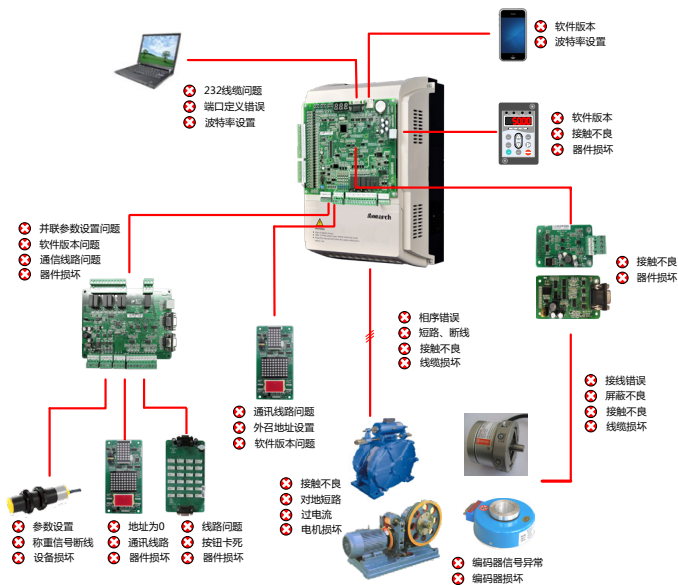 软件版本
波特率设置
232线缆问题
端口定义错误
波特率设置
软件版本
接触不良
器件损坏
5000
Monarch
并联参数设置问题
软件版本问题
通信线路问题
器件损坏
接触不良
器件损坏
相序错误
短路、断线
接触不良
线缆损坏
接线错误
屏蔽不良
接触不良
线缆损坏
通讯线路问题
外召地址设置
软件版本问题
接触不良
对地短路
过电流
电机损坏
参数设置
称重信号断线
设备损坏
地址为0
通讯线路
器件损坏
线路问题
按钮卡死
器件损坏
编码器信号异常
编码器损坏